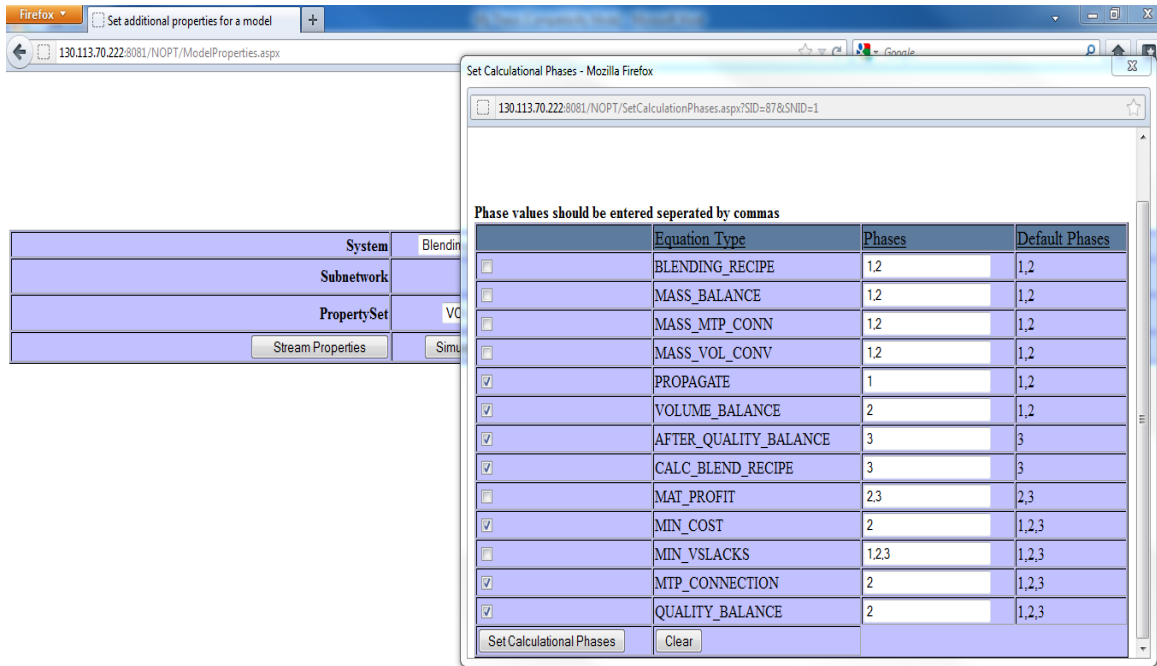 Firefox
Set additional properties for a model
130.113.70.222:8081/NOPT/ModelProperties.aspx
Google
Set Calculational Phases - Mozilla Firefox
130.113.70.222:8081/NOPT/SetCalculationPhases.aspx?SID=87&SNID=1
System Blendin
Subnetwork
PropertySet VO
Stream Properties Simu
Phase values should be entered seperated by commas
Equation Type Phases Default Phases
BLENDING_RECIPE 1,2 1,2
MASS_BALANCE 1,2 1,2
MASS_MTP_CONN 1,2 1,2
MASS_VOL_CONV 1,2 1,2
PROPAGATE 1 1,2
VOLUME_BALANCE 2 1,2
AFTER_QUALITY_BALANCE 3 3
CALC_BLEND_RECIPE 3 3
MAT_PROFIT 2,3 2,3
MIN_COST 2 1,2,3
MIN_VSLACKS 1,2,3 1,2,3
MTP_CONNECTION 2 1,2,3
QUALITY_BALANCE 2 1,2,3
Set Calculational Phases Clear